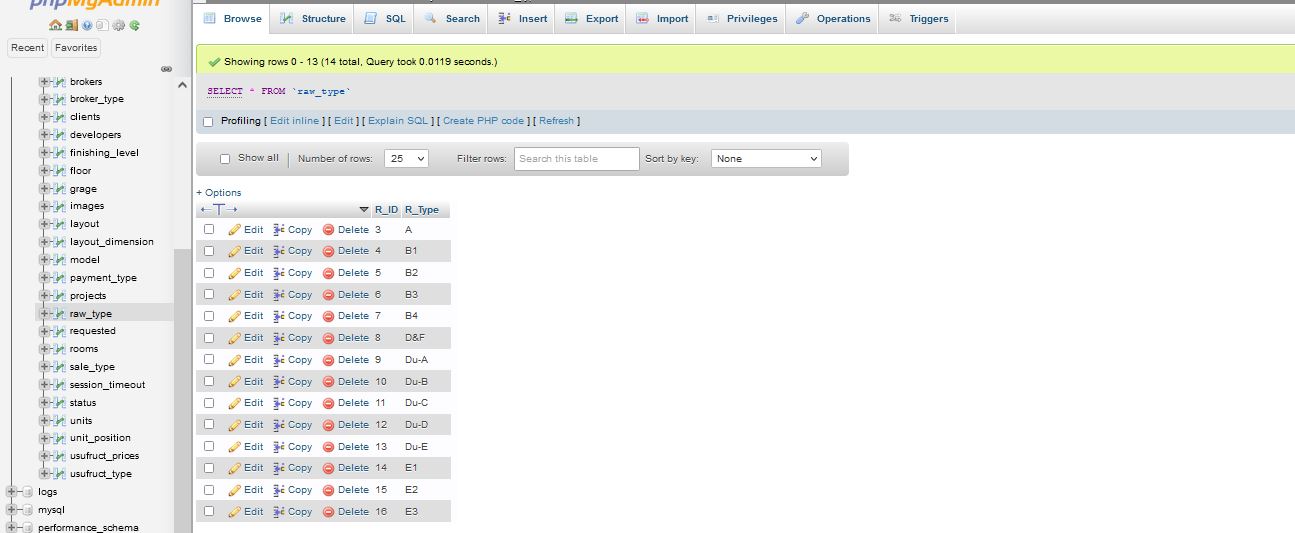 phpMyAdmin
Recent Favorites
brokers
broker_type
clients
developers
finishing_level
floor
grage
images
layout
layout_dimension
model
payment_type
projects
raw_type
requested
rooms
sale_type
session_timeout
status
units
unit_position
usufruct_prices
usufruct_type
logs
mysql
performance_schema
Browse Structure SQL Search Insert Export Import Privileges Operations Triggers
Showing rows 0 - 13 (14 total, Query took 0.0119 seconds.)
SELECT * FROM `raw_type`
Profiling [ Edit inline ] [ Edit ] [ Explain SQL ] [ Create PHP code ] [ Refresh ]
Show all Number of rows: 25 Filter rows: Search this table Sort by key: None
+ Options
←T→ R_ID R_Type
Edit Copy Delete 3 A
Edit Copy Delete 4 B1
Edit Copy Delete 5 B2
Edit Copy Delete 6 B3
Edit Copy Delete 7 B4
Edit Copy Delete 8 D&F
Edit Copy Delete 9 Du-A
Edit Copy Delete 10 Du-B
Edit Copy Delete 11 Du-C
Edit Copy Delete 12 Du-D
Edit Copy Delete 13 Du-E
Edit Copy Delete 14 E1
Edit Copy Delete 15 E2
Edit Copy Delete 16 E3